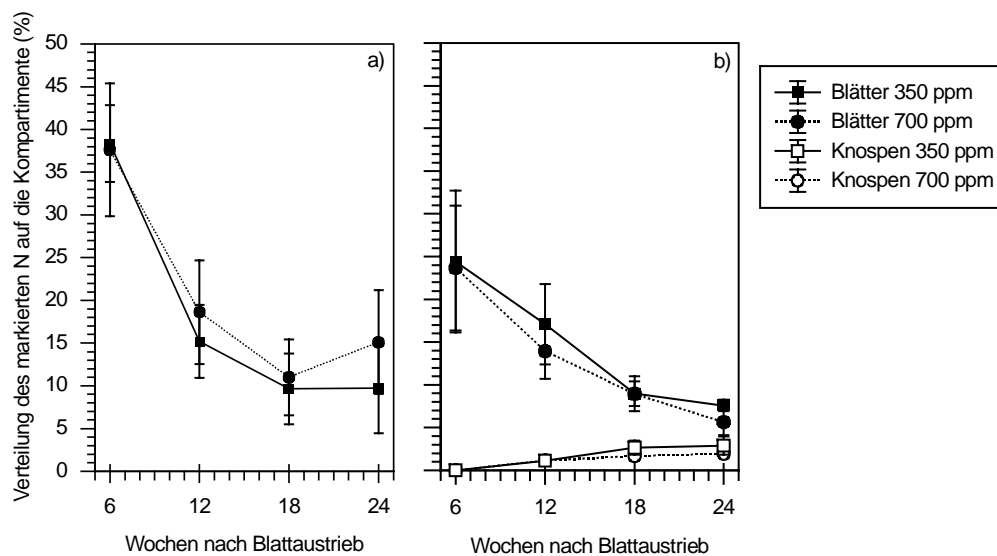 Verteilung des markierten N auf die Kompartimente (%)
50
45
40
35
30
25
20
15
10
5
0
a)
6 12 18 24
Wochen nach Blattaustrieb
b)
6 12 18 24
Wochen nach Blattaustrieb
Blätter 350 ppm
Blätter 700 ppm
Knospen 350 ppm
Knospen 700 ppm